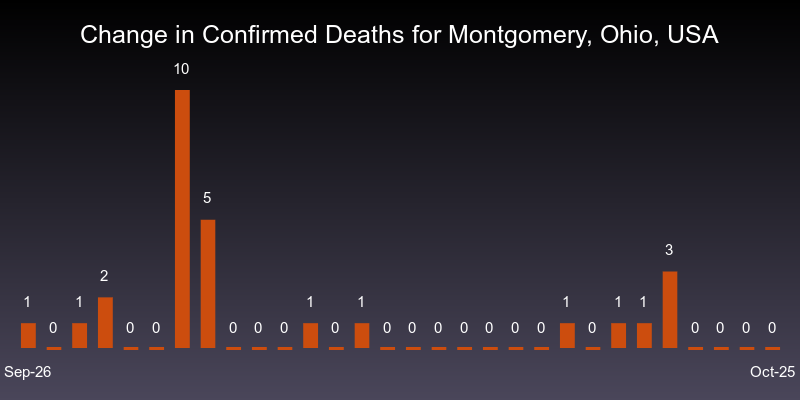 Change in Confirmed Deaths for Montgomery, Ohio, USA
10
5
3
2
1 0 1 0 0 0 0 0 1 0 1 0 0 0 0 0 0 0 1 0 1 1 0 0 0 0
Sep-26 Oct-25